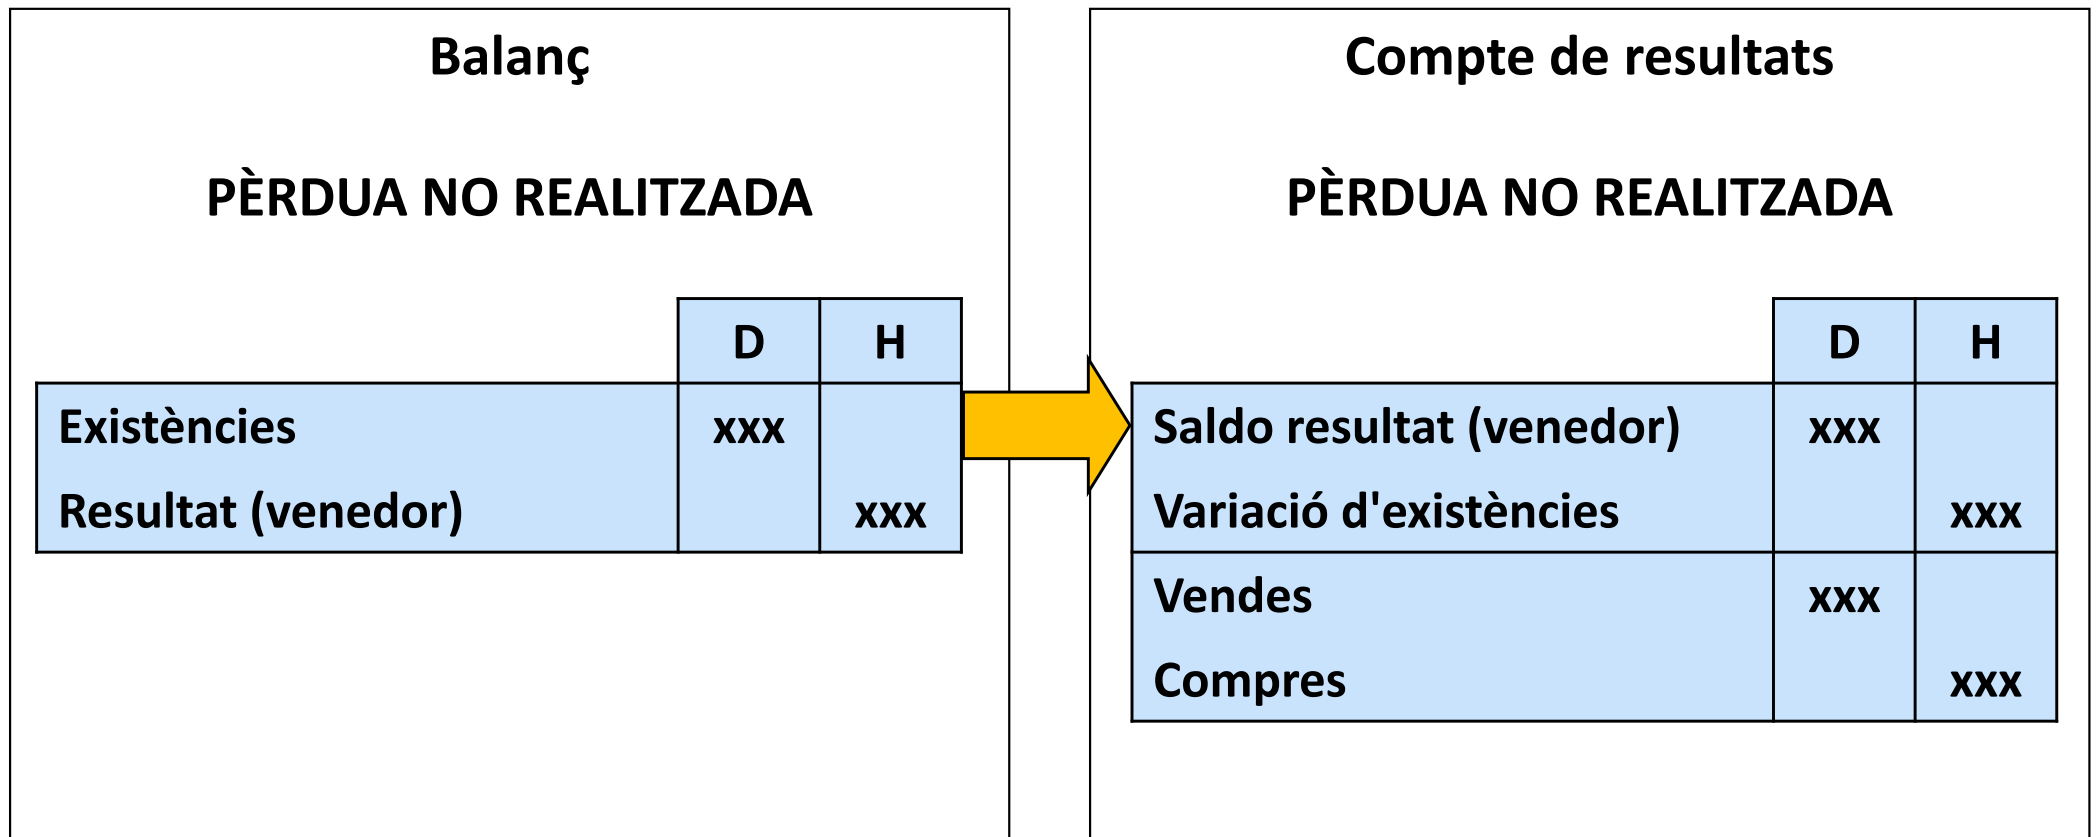 Balanç
PÈRDUA NO REALITZADA
D H
Existències xxx
Resultat (venedor) xxx
Compte de resultats
PÈRDUA NO REALITZADA
D H
Saldo resultat (venedor) xxx
Variació d'existències xxx
Vendes xxx
Compres xxx